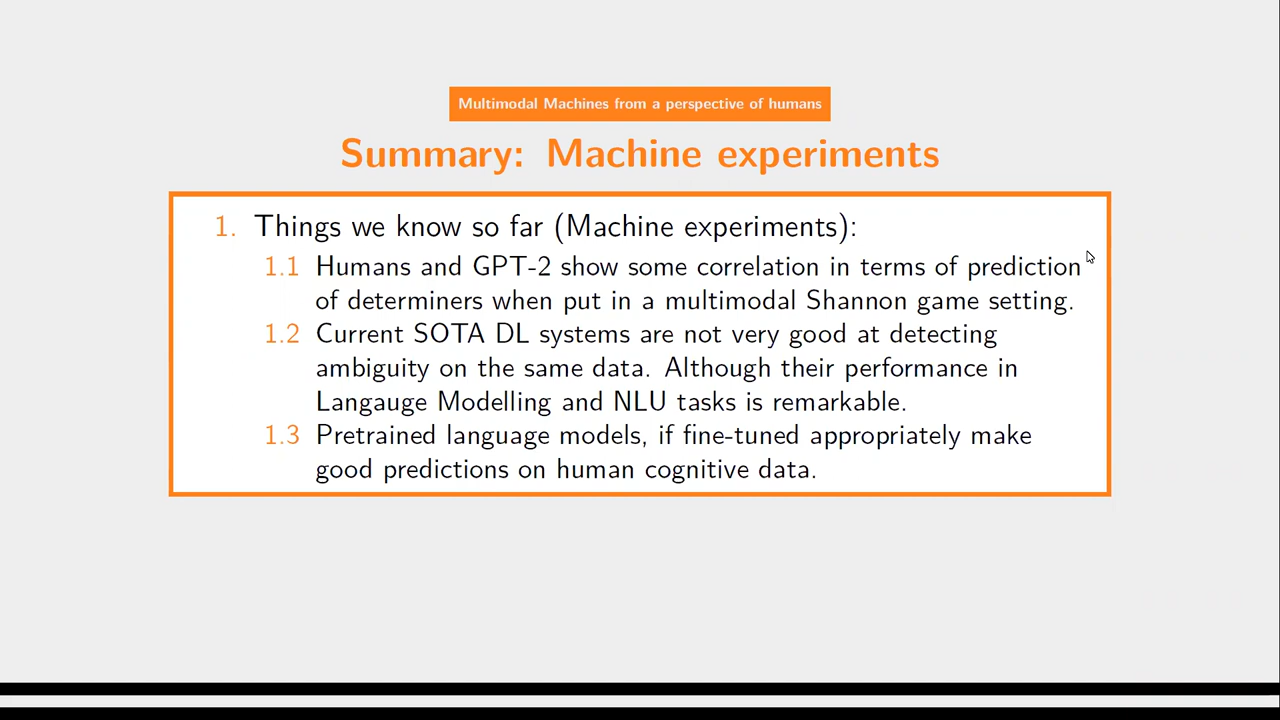 Multimodal Machines from a perspective of humans
Summary: Machine experiments
1. Things we know so far (Machine experiments):
1.1 Humans and GPT-2 show some correlation in terms of prediction
of determiners when put in a multimodal Shannon game setting.
1.2 Current SOTA DL systems are not very good at detecting
ambiguity on the same data. Although their performance in
Langauge Modelling and NLU tasks is remarkable.
1.3 Pretrained language models, if fine-tuned appropriately make
good predictions on human cognitive data.